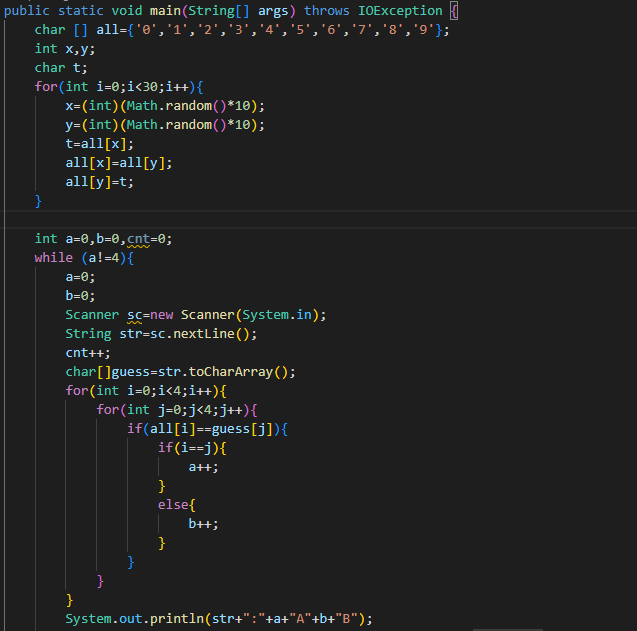 public static void main(String[] args) throws IOException {
    char [] all={'0','1','2','3','4','5','6','7','8','9'};
    int x,y;
    char t;
    for(int i=0;i<30;i++){
        x=(int)(Math.random()*10);
        y=(int)(Math.random()*10);
        t=all[x];
        all[x]=all[y];
        all[y]=t;
    }
    int a=0,b=0,cnt=0;
    while (a!=4){
        a=0;
        b=0;
        Scanner sc=new Scanner(System.in);
        String str=sc.nextLine();
        cnt++;
        char[]guess=str.toCharArray();
        for(int i=0;i<4;i++){
            for(int j=0;j<4;j++){
                if(all[i]==guess[j]){
                    if(i==j){
                        a++;
                    }
                    else{
                        b++;
                    }
                }
            }
        }
        System.out.println(str+":"+a+"A"+b+"B");